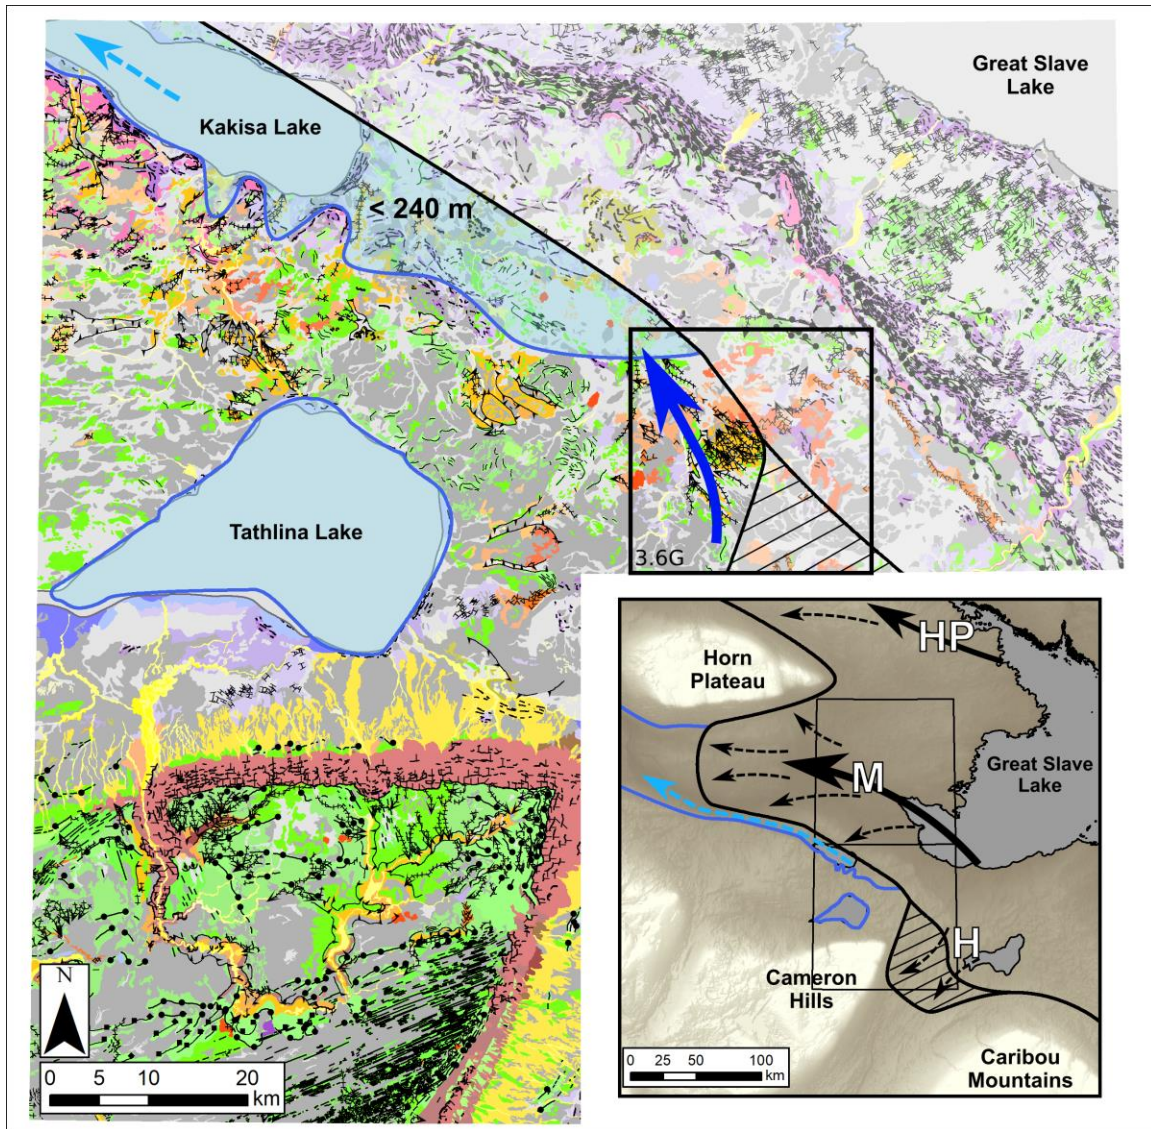 Great Slave
Lake
Kakisa Lake
< 240 m
Tathlina Lake
3.6G
N
0 5 10 20
km
HP
Horn
Plateau
Great Slave
Lake
M
H
Cameron
Hills
Caribou
Mountains
0 25 50 100
km